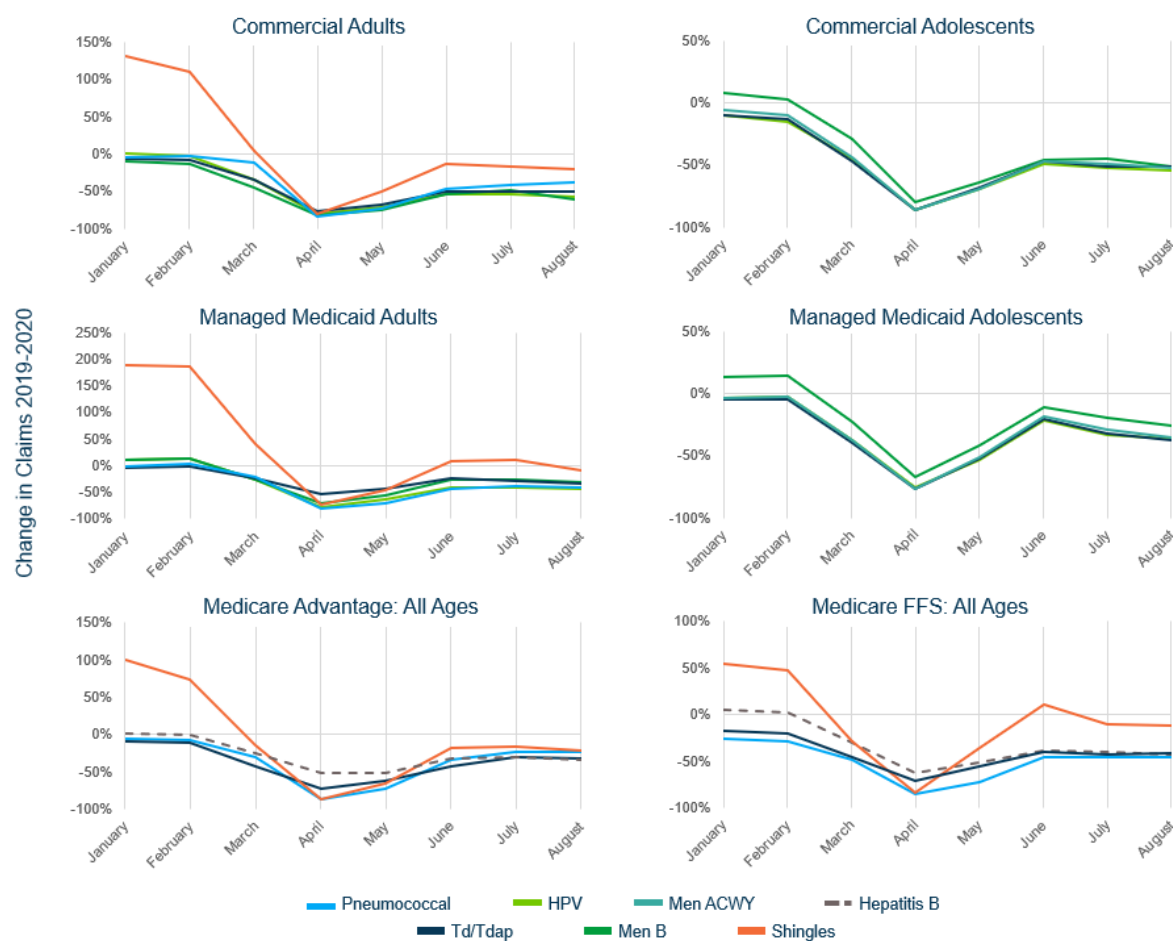 Change in Claims 2019-2020
Commercial Adults
150%
100%
50%
0%
-50%
-100%
January
February
March
April
May
June
July
August
Commercial Adolescents
50%
0%
-50%
-100%
January
February
March
April
May
June
July
August
Managed Medicaid Adults
250%
200%
150%
100%
50%
0%
-50%
-100%
January
February
March
April
May
June
July
August
Managed Medicaid Adolescents
50%
0%
-50%
-100%
January
February
March
April
May
June
July
August
Medicare Advantage: All Ages
150%
100%
50%
0%
-50%
-100%
January
February
March
April
May
June
July
August
Medicare FFS: All Ages
100%
50%
0%
-50%
-100%
January
February
March
April
May
June
July
August
Pneumococcal
HPV
Men ACWY
Hepatitis B
Td/Tdap
Men B
Shingles